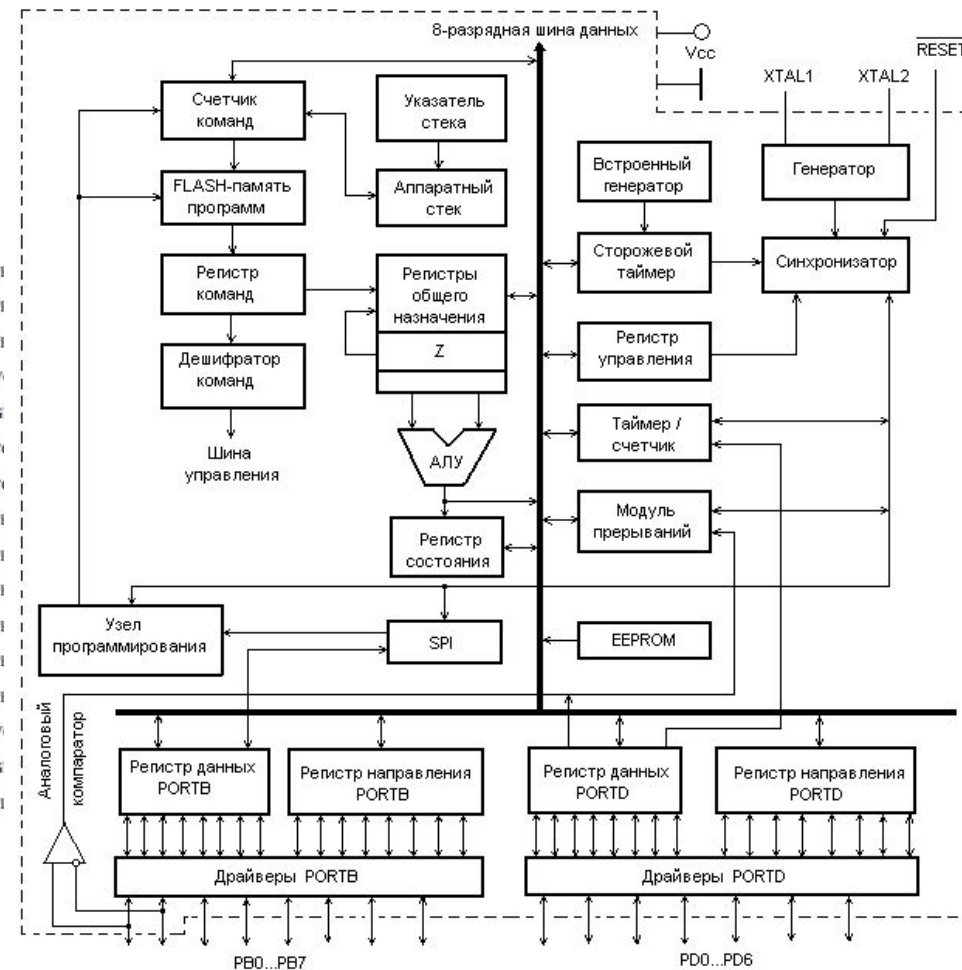 8-разрядная шина данных
Vcc
RESET
XTAL1
XTAL2
Счетчик
команд
Указатель
стека
Встроенный
генератор
Генератор
FLASH-память
программ
Аппаратный
стек
Сторожевой
таймер
Синхронизатор
Регистр
команд
Регистры
общего
назначения
Z
Регистр
управления
Дешифратор
команд
Таймер /
счетчик
Шина
управления
АЛУ
Модуль
прерываний
Регистр
состояния
Узел
программирования
SPI
EEPROM
Аналоговый
компаратор
Регистр данных
PORTB
Регистр направления
PORTB
Регистр данных
PORTD
Регистр направления
PORTD
Драйверы PORTB
Драйверы PORTD
PB0...PB7
PD0...PD6